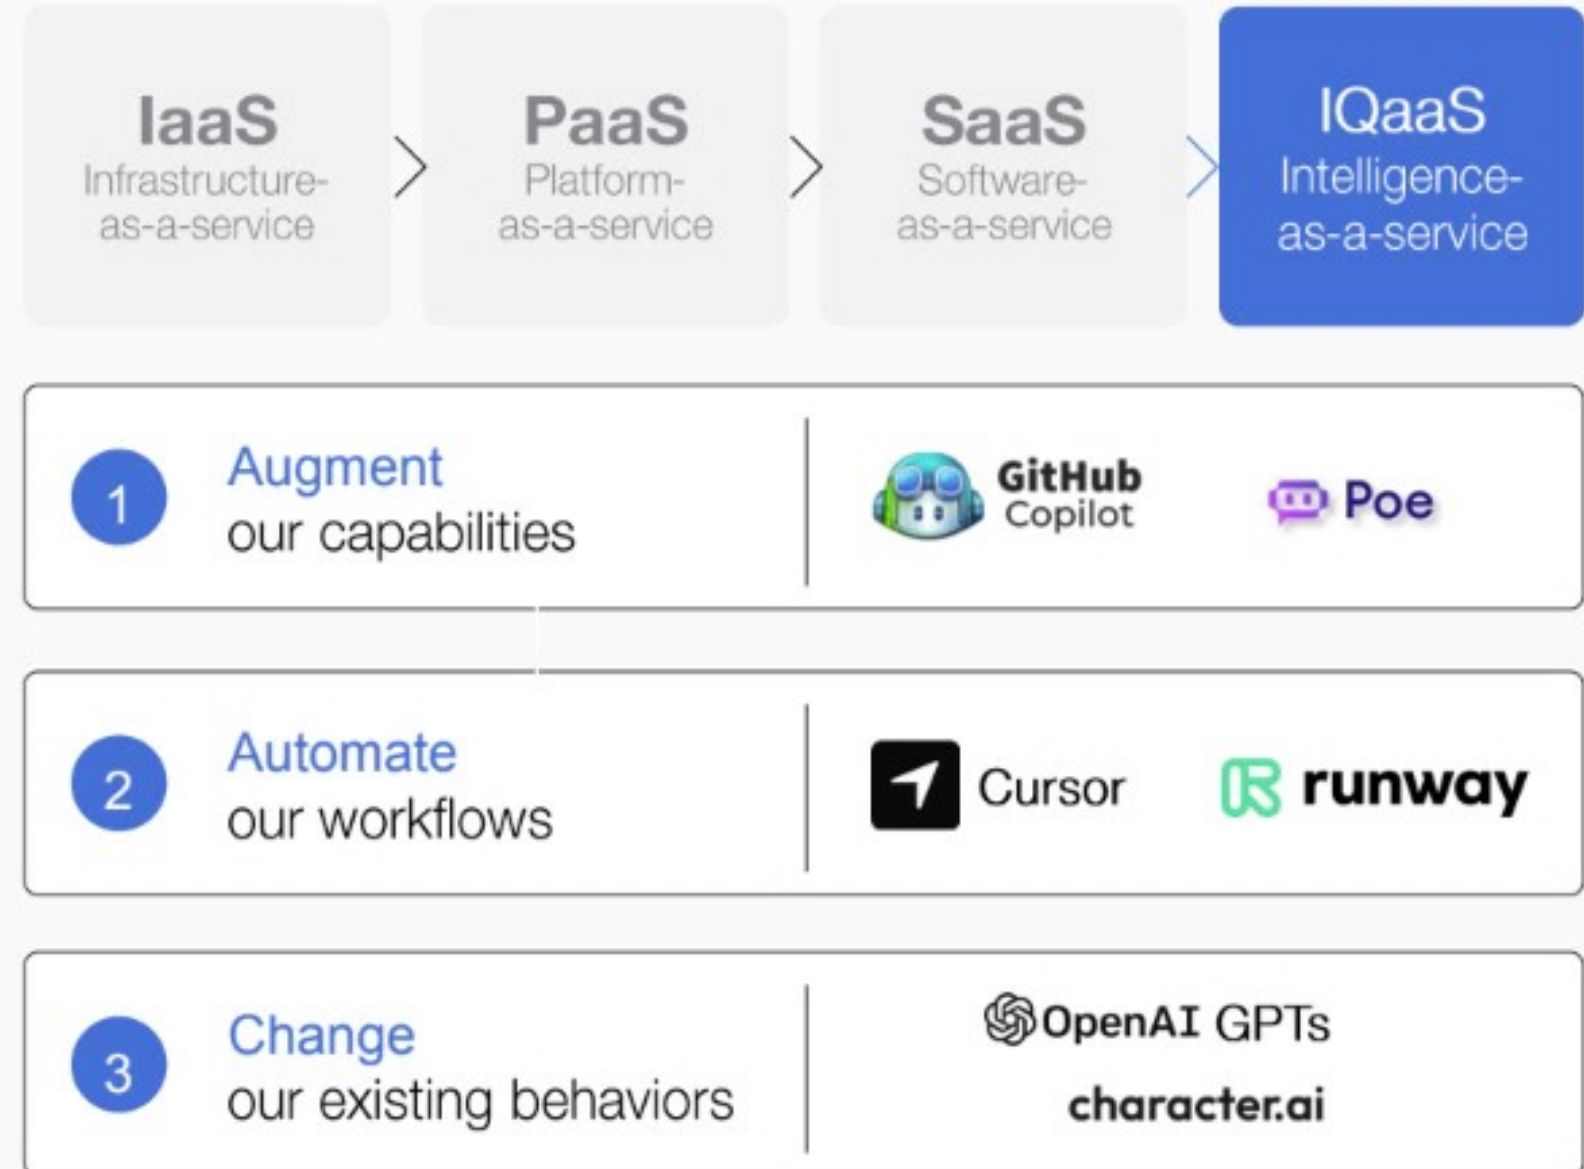 IaaS
Infrastructure-
as-a-service
PaaS
Platform-
as-a-service
SaaS
Software-
as-a-service
IQaaS
Intelligence-
as-a-service
1
Augment
our capabilities
GitHub
Copilot
Poe
2
Automate
our workflows
Cursor
runway
3
Change
our existing behaviors
OpenAI GPTs
character.ai